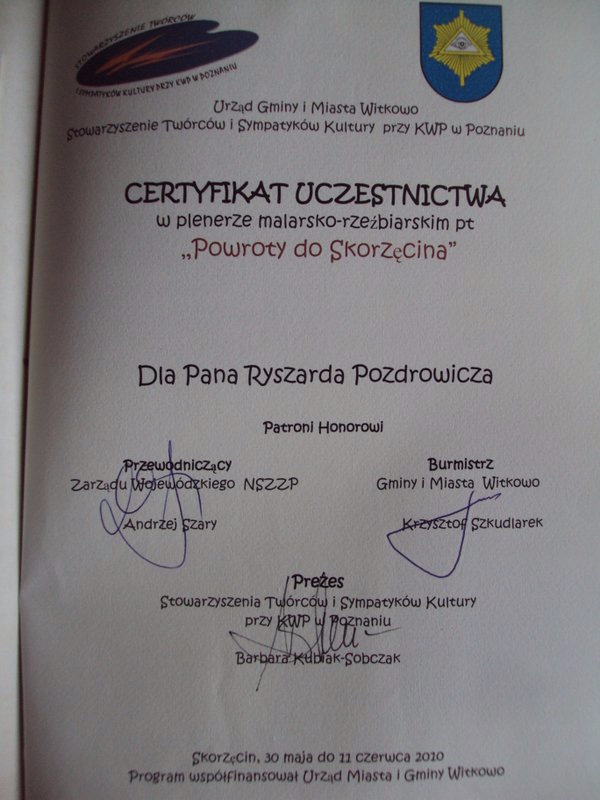 STOWARZYSZENIE TWÓRCÓW
I SYMPATYKÓW KULTURY PRZY KWP W POZNANIU
Urząd Gminy i Miasta Witkowo
Stowarzyszenie Twórców i Sympatyków Kultury przy KWP w Poznaniu
CERTYFIKAT UCZESTNICTWA
w plenerze malarsko-rzeźbiarskim pt
„Powroty do Skorzęcina”
Dla Pana Ryszarda Pozdrowicza
Patroni Honorowi
Przewodniczący
Zarządu Wojewódzkiego NSZZP
Andrzej Szary
Burmistrz
Gminy i Miasta Witkowo
Krzysztof Szkudlarek
Prezes
Stowarzyszenia Twórców i Sympatyków Kultury
przy KWP w Poznaniu
Barbara Kubiak-Sobczak
Skorzęcin, 30 maja do 11 czerwca 2010
Program współfinansował Urząd Miasta i Gminy Witkowo